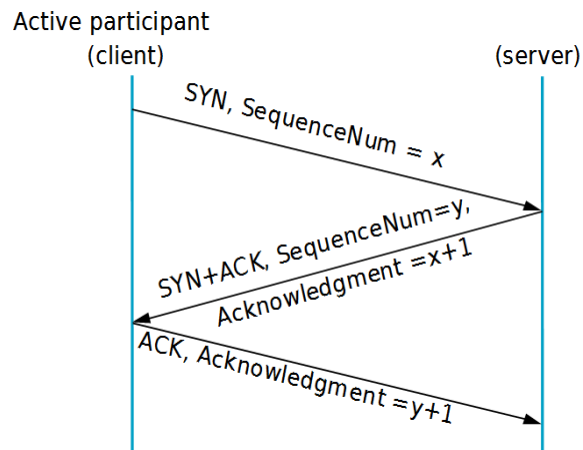 Active participant
(client)
(server)
SYN, SequenceNum = x
SYN+ACK, SequenceNum=y,
Acknowledgment =x+1
ACK, Acknowledgment =y+1